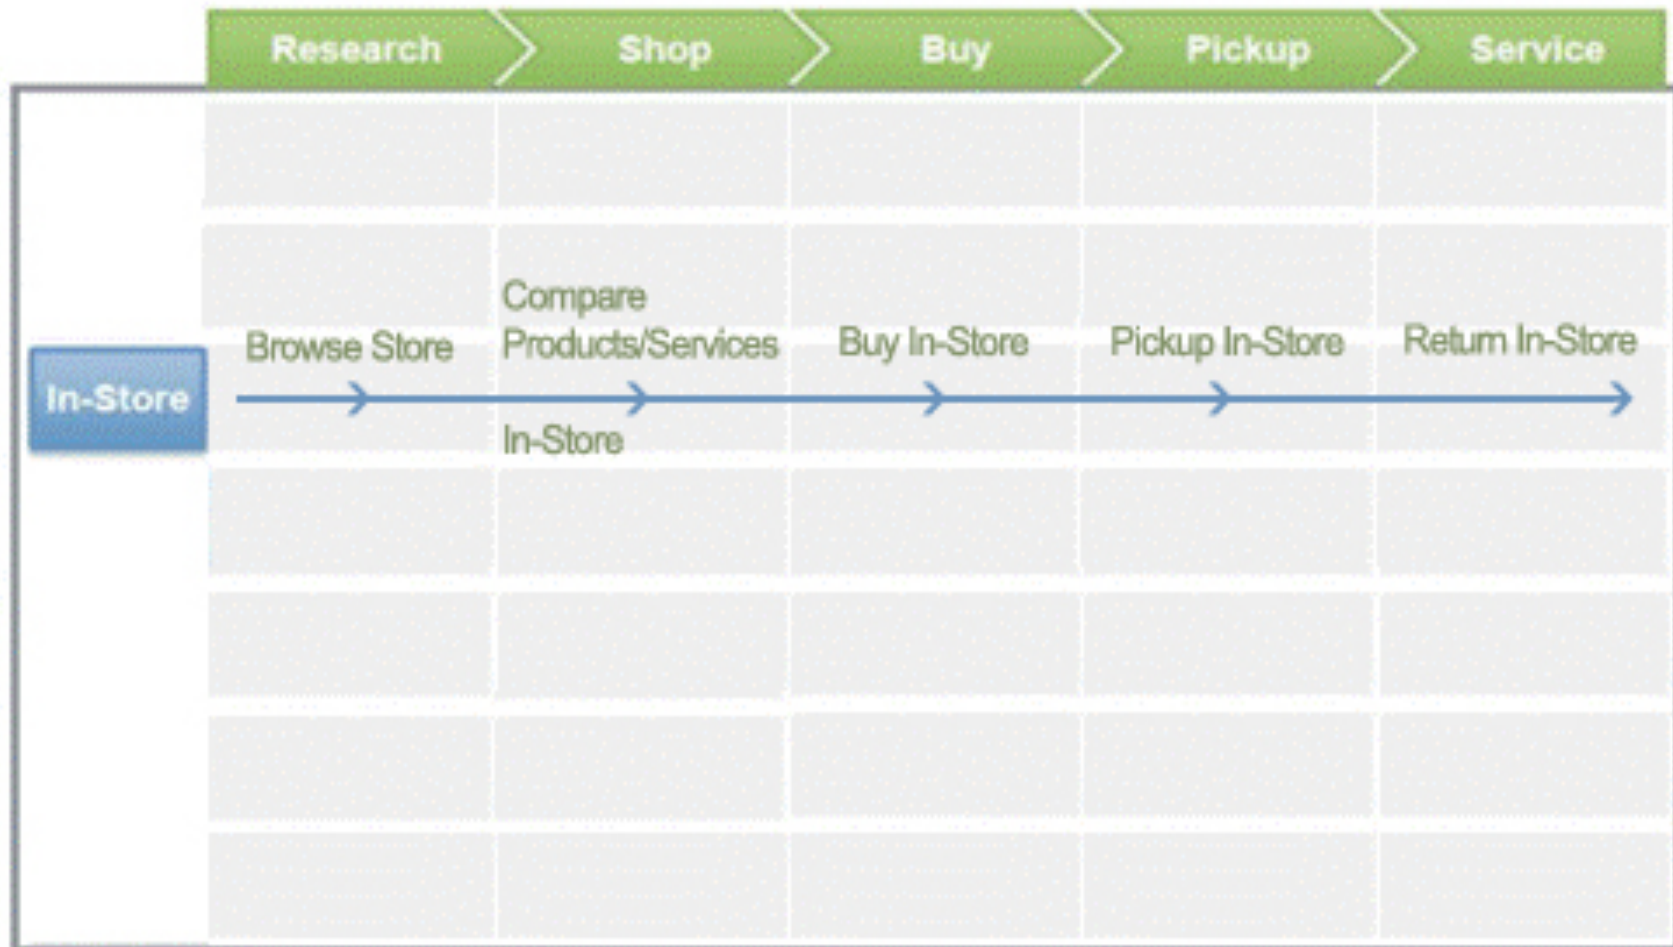 Research Shop Buy Pickup Service
Compare
Browse Store Products/Services Buy In-Store Pickup In-Store Return In-Store
In-Store
In-Store